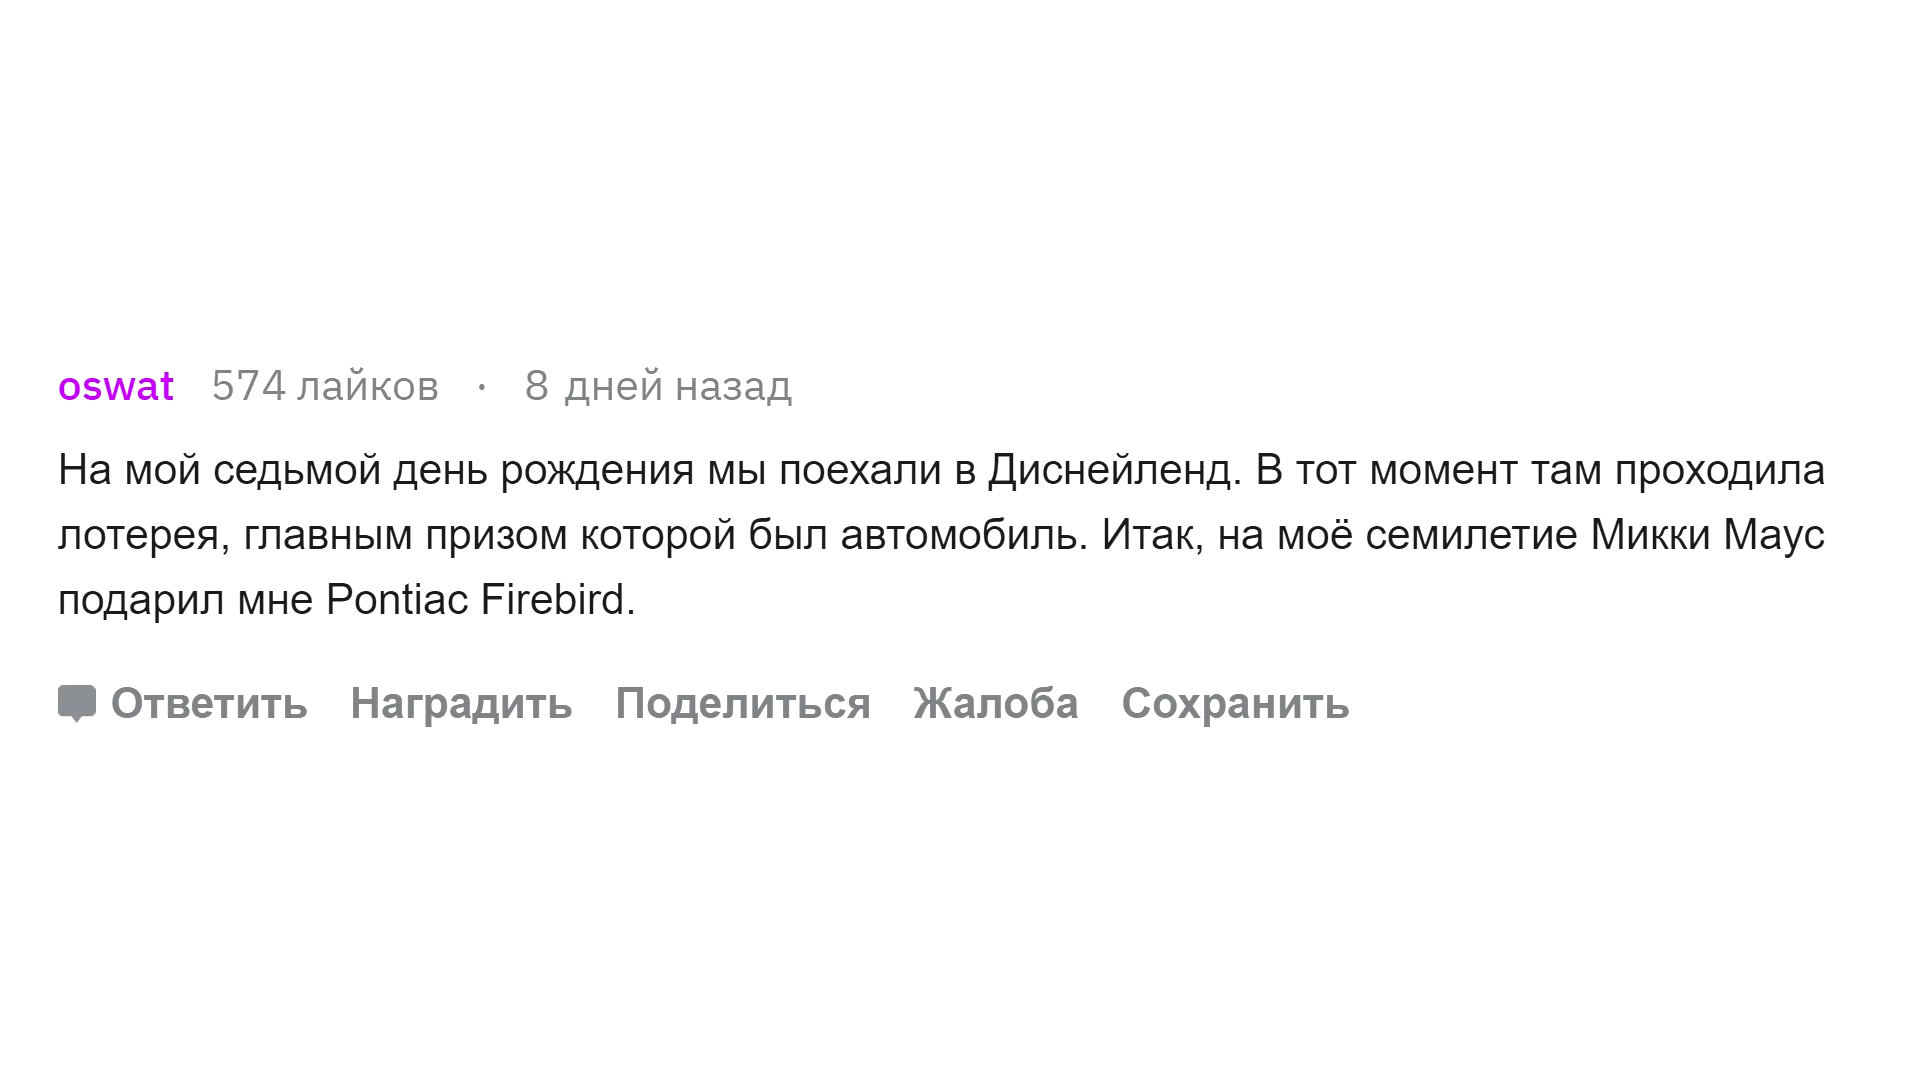 oswat 574 лайков · 8 дней назад
На мой седьмой день рождения мы поехали в Диснейленд. В тот момент там проходила
лотерея, главным призом которой был автомобиль. Итак, на моё семилетие Микки Маус
подарил мне Pontiac Firebird.
Ответить Наградить Поделиться Жалоба Сохранить